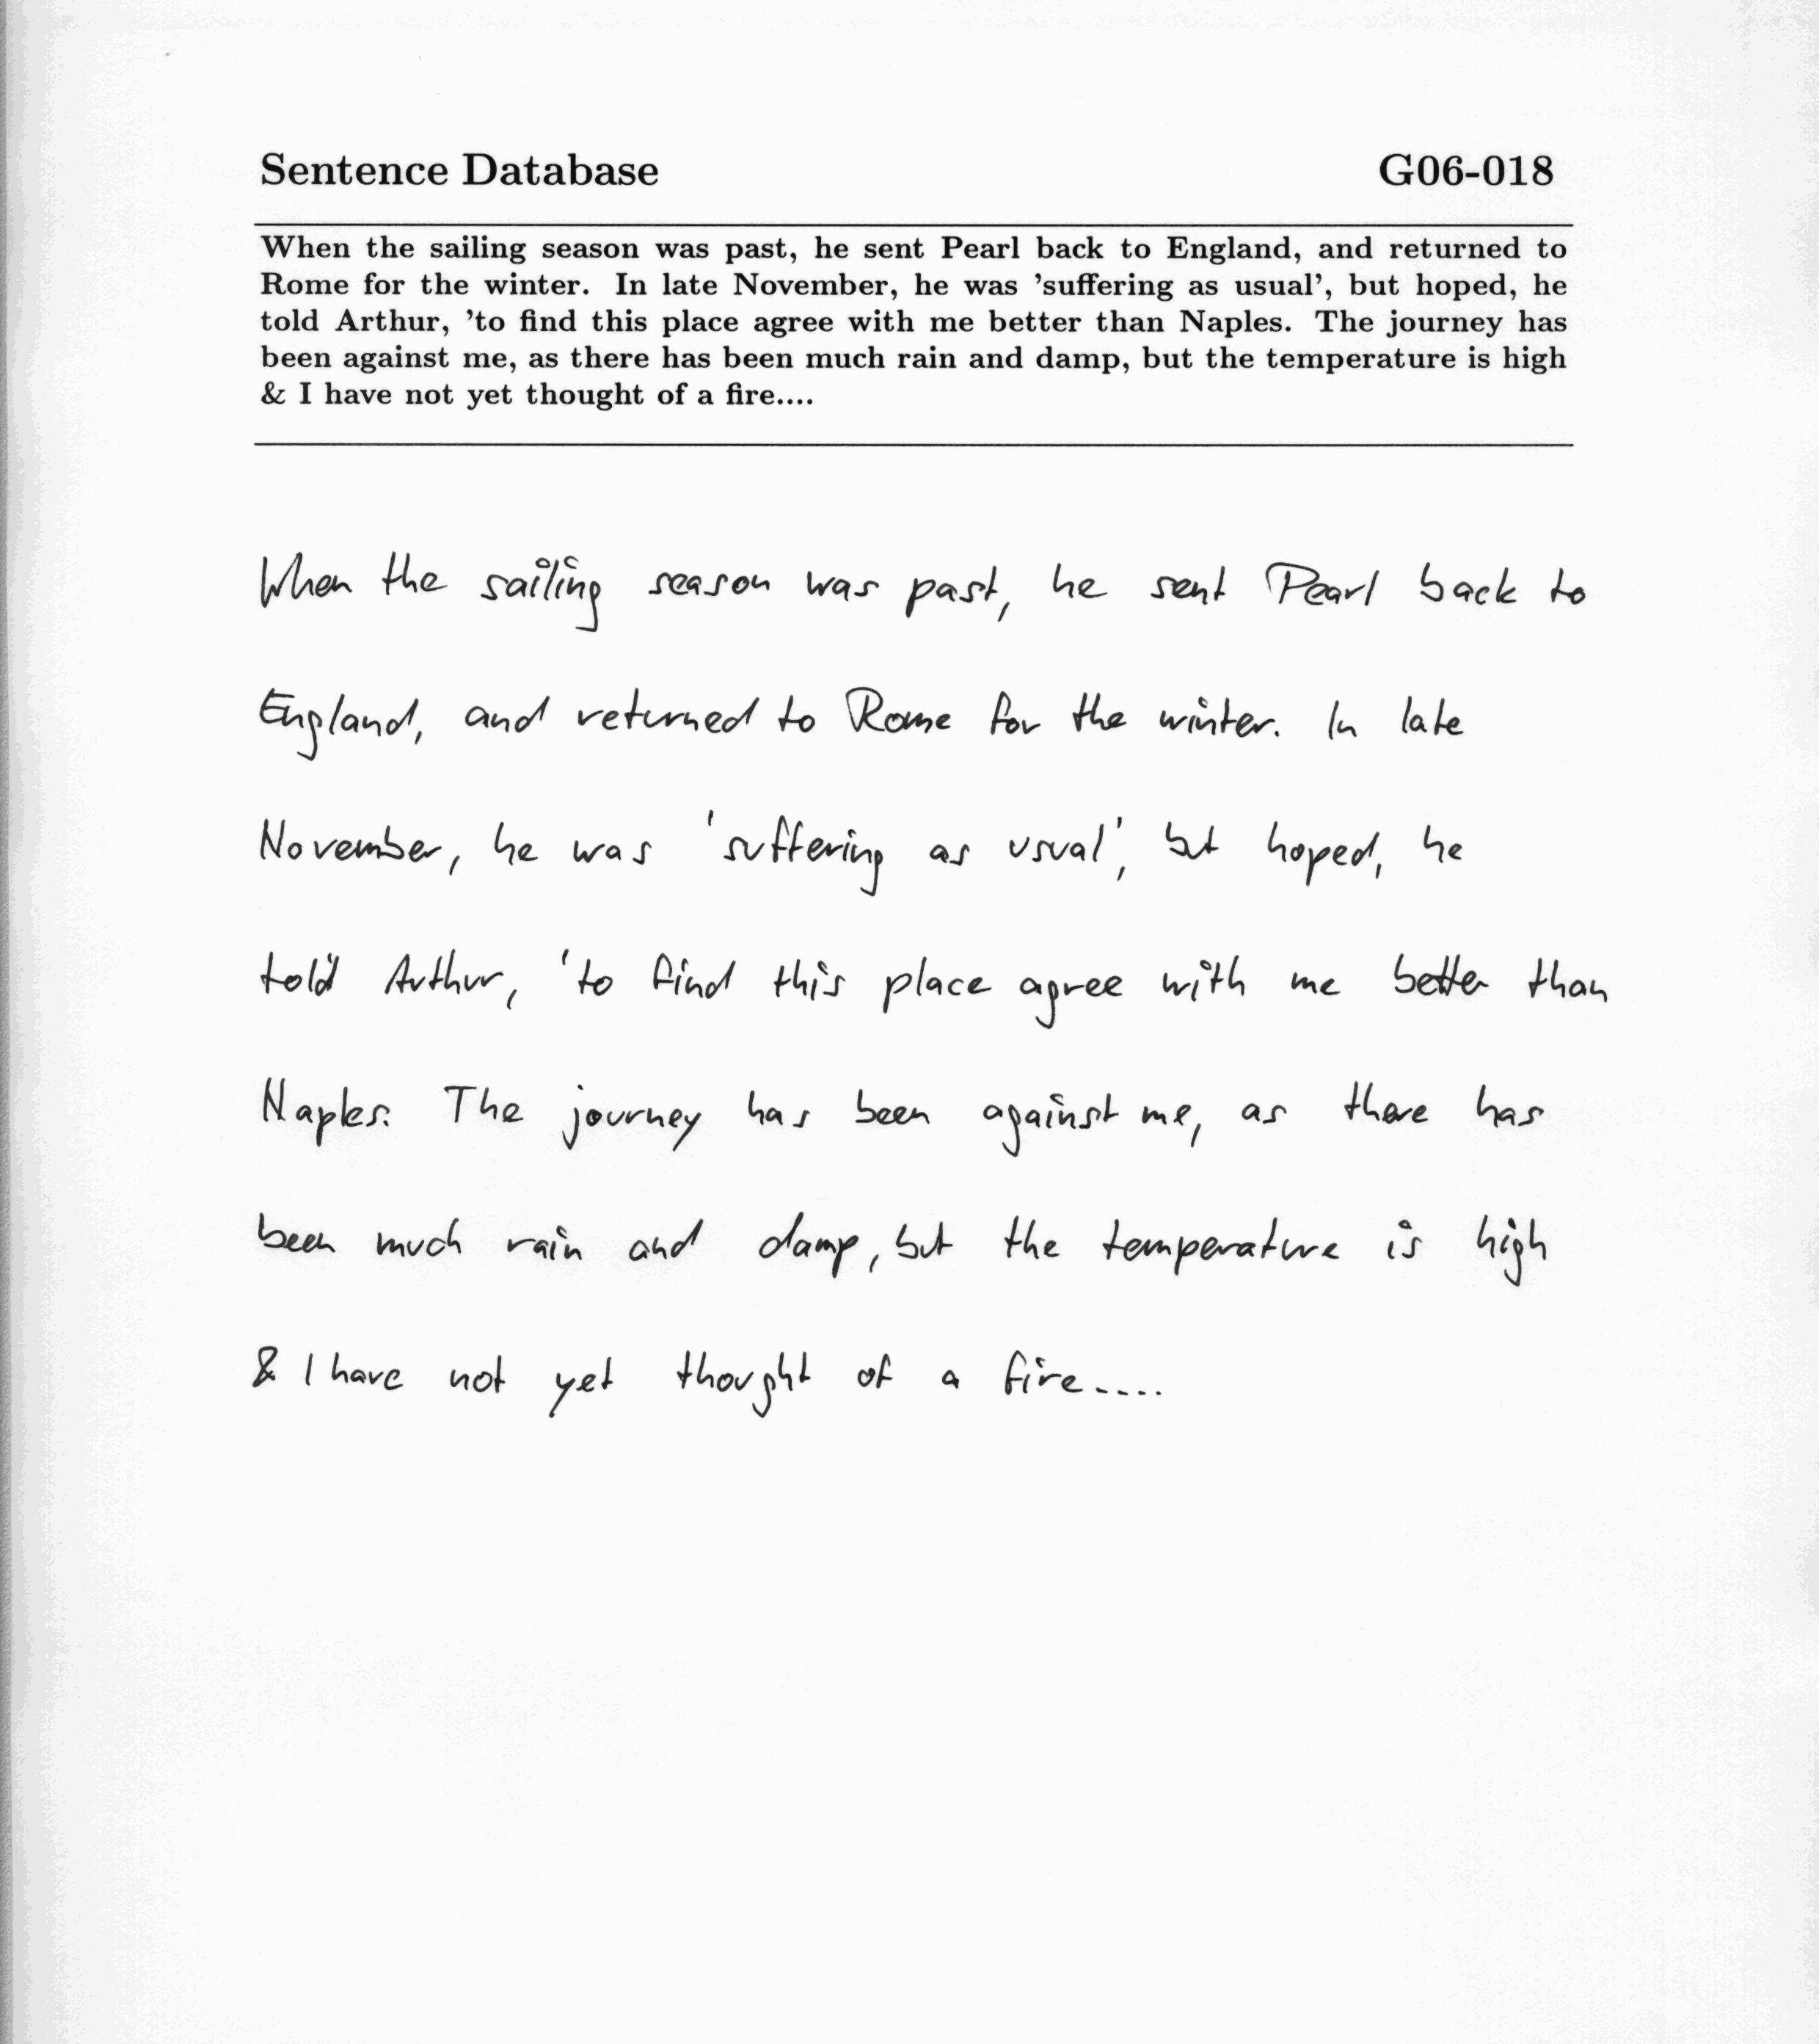 Sentence Database G06-018
When the sailing season was past, he sent Pearl back to England, and returned to
Rome for the winter. In late November, he was 'suffering as usual', but hoped, he
told Arthur, 'to find this place agree with me better than Naples. The journey has
been against me, as there has been much rain and damp, but the temperature is high
& I have not yet thought of a fire....
When the sailing season was past, he sent Pearl back to
England, and returned to Rome for the winter. In late
November, he was 'suffering as usual', but hoped, he
told Arthur, 'to find this place agree with me better than
Naples. The journey has been against me, as there has
been much rain and damp, but the temperature is high
& I have not yet thought of a fire....